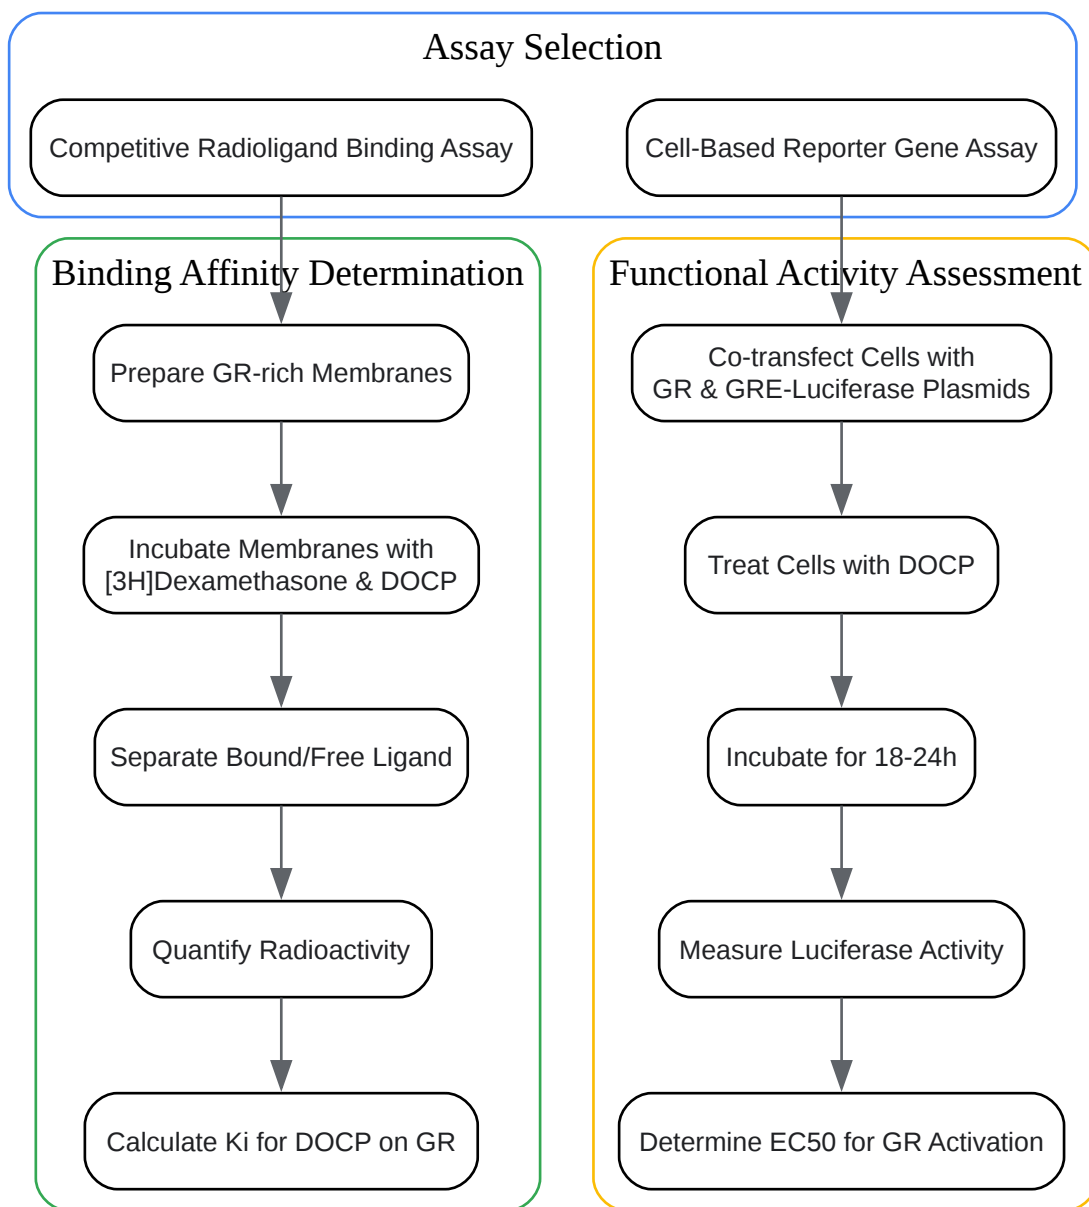 Assay Selection
Competitive Radioligand Binding Assay
Cell-Based Reporter Gene Assay
Binding Affinity Determination
Prepare GR-rich Membranes
Incubate Membranes with
[3H]Dexamethasone & DOCP
Separate Bound/Free Ligand
Quantify Radioactivity
Calculate Ki for DOCP on GR
Functional Activity Assessment
Co-transfect Cells with
GR & GRE-Luciferase Plasmids
Treat Cells with DOCP
Incubate for 18-24h
Measure Luciferase Activity
Determine EC50 for GR Activation